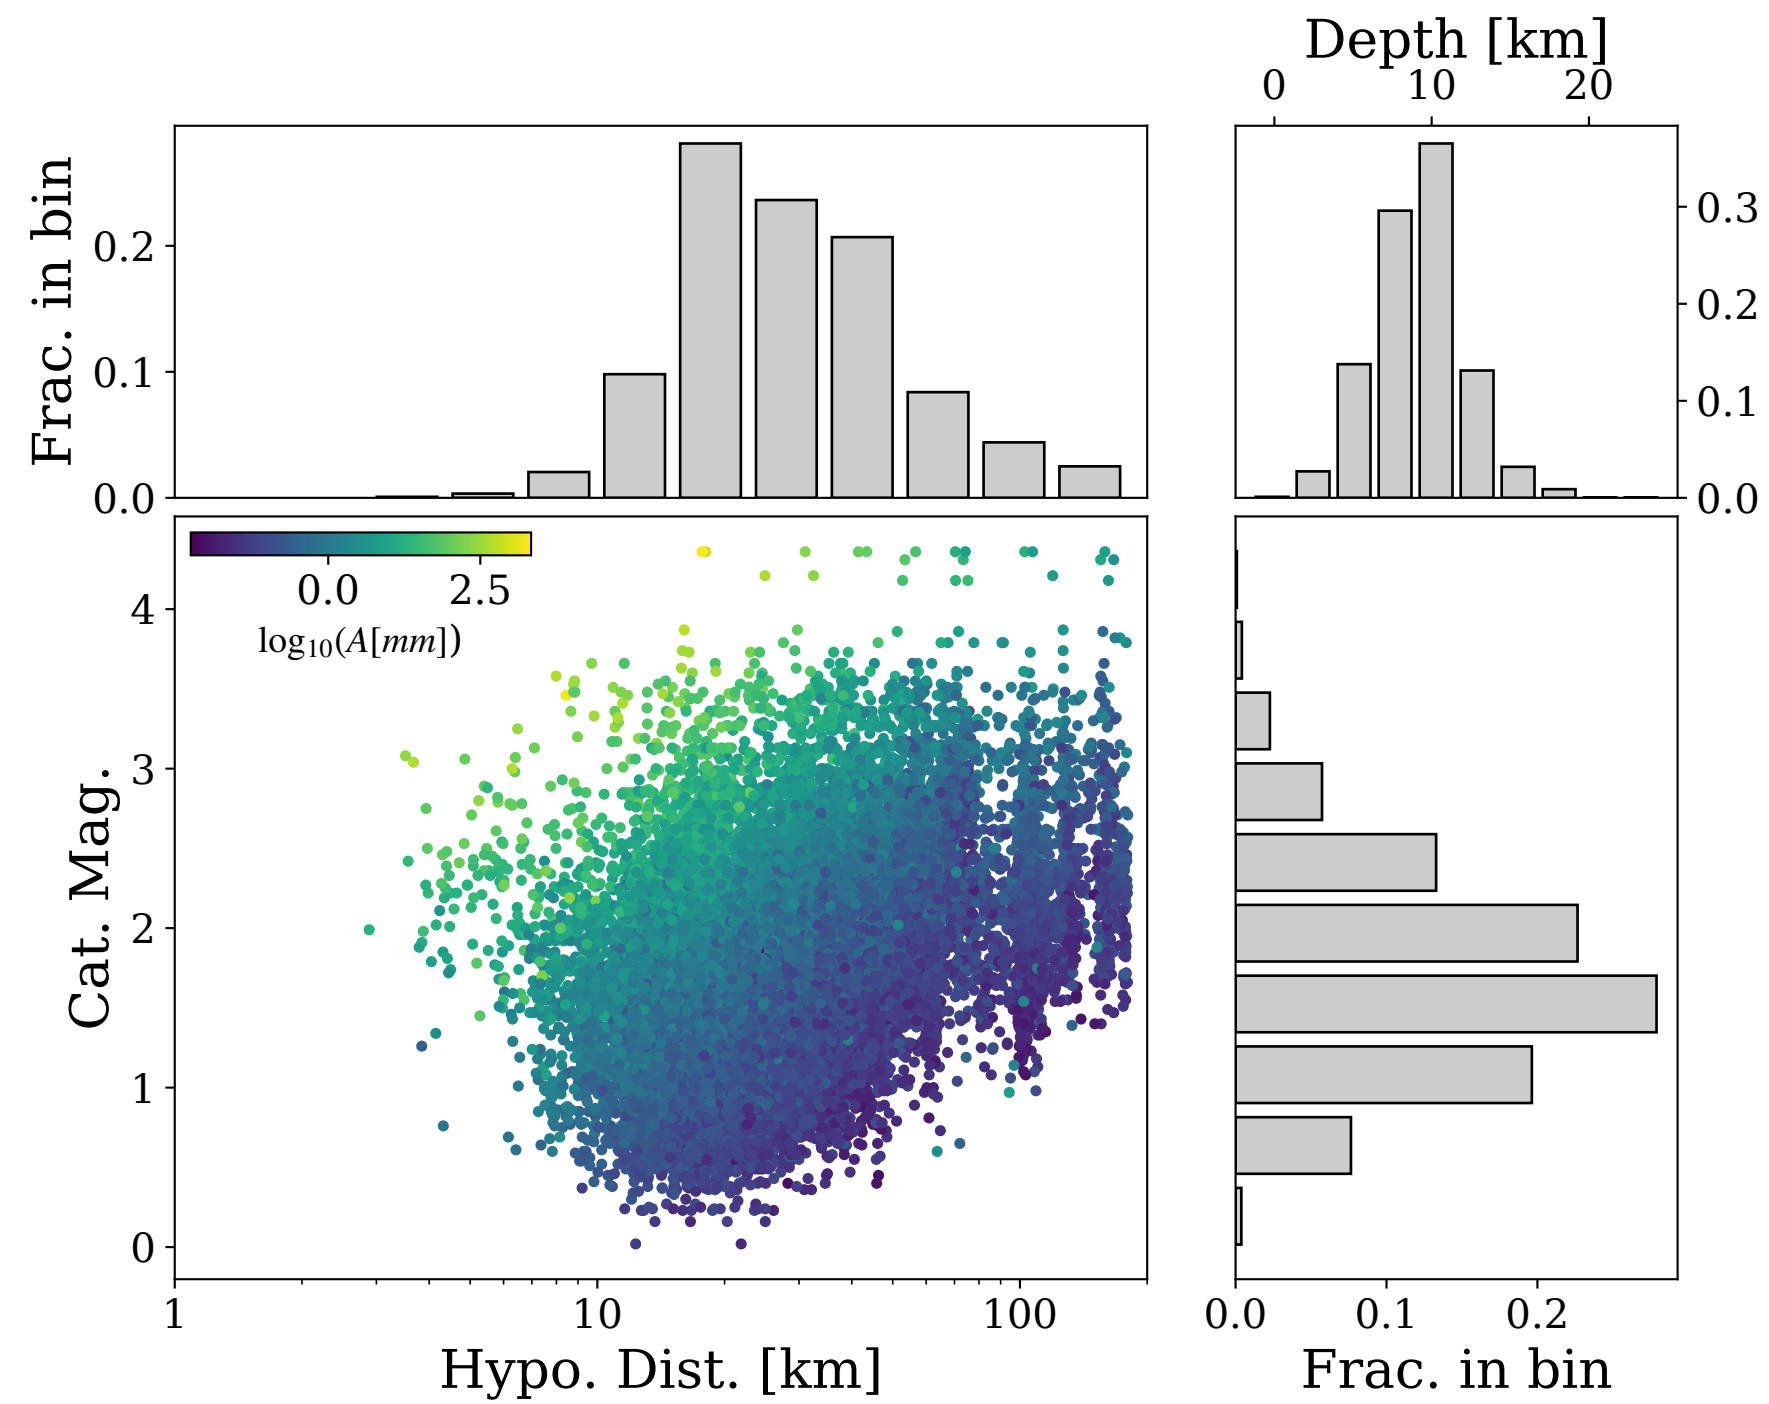 Depth [km]
0 10 20
Frac. in bin
0.2
0.1
0.0
0.3
0.2
0.1
0.0
0.0 2.5
log₁₀(A[mm])
Cat. Mag.
4
3
2
1
0
1 10 100
Hypo. Dist. [km]
0.0 0.1 0.2
Frac. in bin